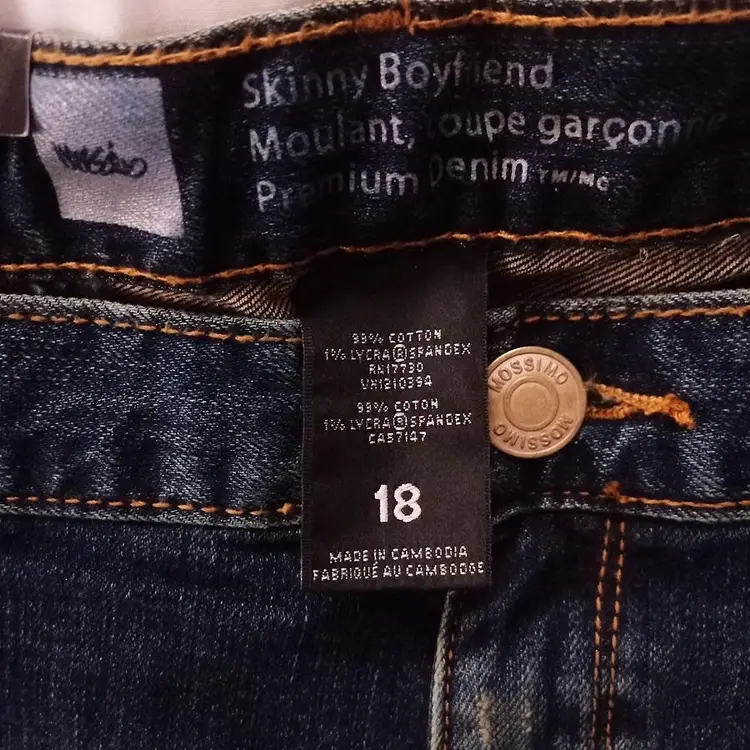 mossimo
Skinny Boyfriend
Moulant, coupe garçonne
Premium Denim TM/MC
99% COTTON
1% LYCRA®SPANDEX
RN17730
VN1210394
99% COTON
1% LYCRA®SPANDEX
CA57147
18
MADE IN CAMBODIA
FABRIQUÉ AU CAMBODGE
MOSSIMO
MOSSIMO